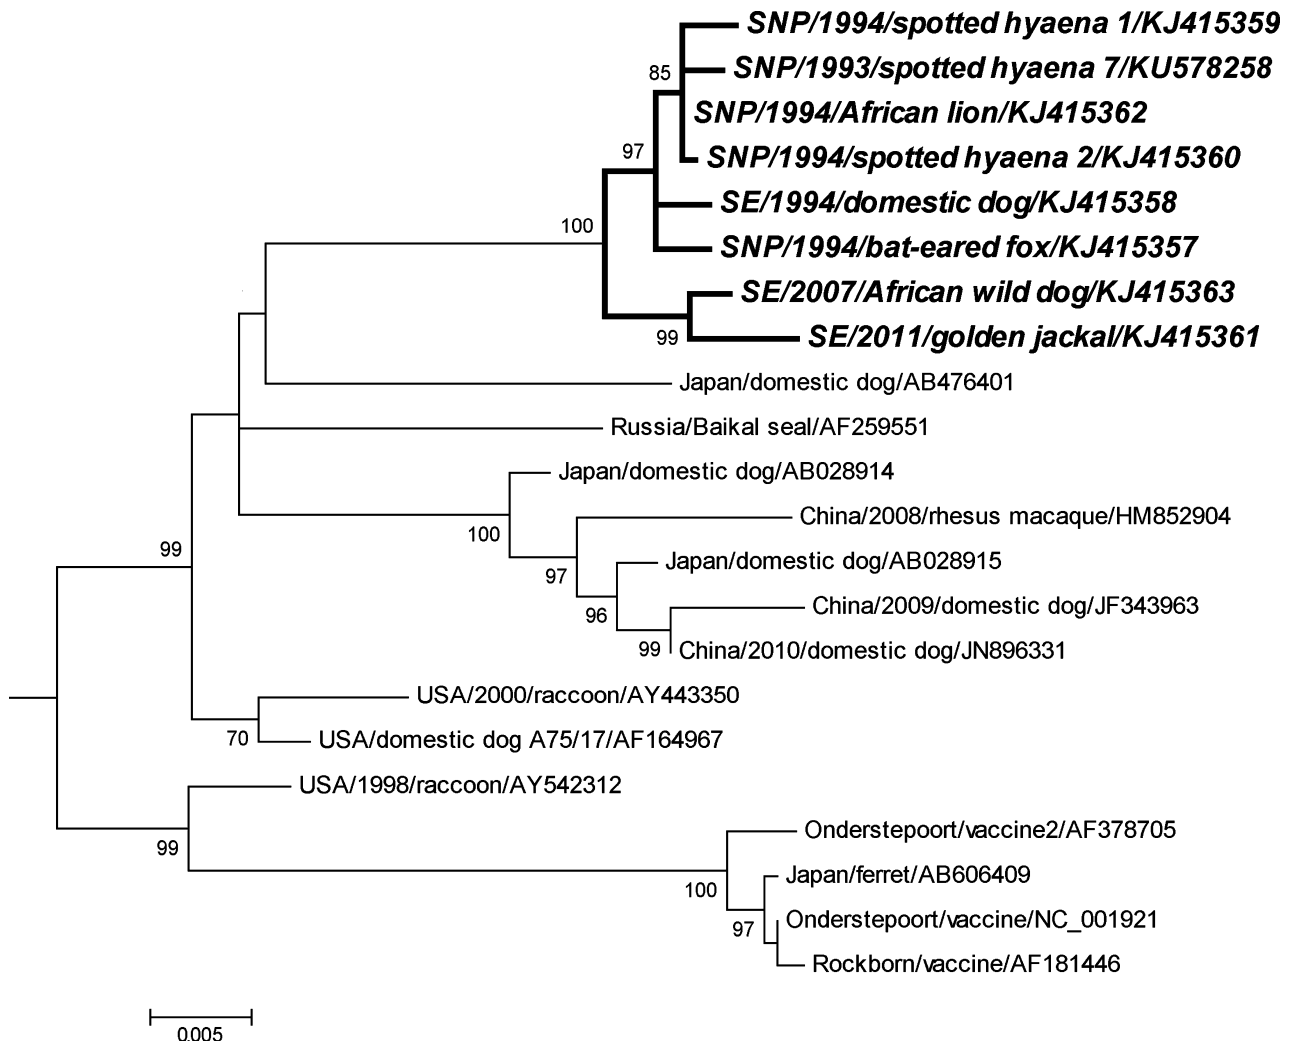 SNP/1994/spotted hyaena 1/KJ415359
SNP/1993/spotted hyaena 7/KU578258
85
SNP/1994/African lion/KJ415362
97
SNP/1994/spotted hyaena 2/KJ415360
SE/1994/domestic dog/KJ415358
100
SNP/1994/bat-eared fox/KJ415357
SE/2007/African wild dog/KJ415363
99
SE/2011/golden jackal/KJ415361
Japan/domestic dog/AB476401
Russia/Baikal seal/AF259551
Japan/domestic dog/AB028914
100
China/2008/rhesus macaque/HM852904
99
Japan/domestic dog/AB028915
97
China/2009/domestic dog/JF343963
96
99
China/2010/domestic dog/JN896331
USA/2000/raccoon/AY443350
70
USA/domestic dog A75/17/AF164967
USA/1998/raccoon/AY542312
99
Onderstepoort/vaccine2/AF378705
Japan/ferret/AB606409
100
Onderstepoort/vaccine/NC_001921
97
Rockborn/vaccine/AF181446
0.005